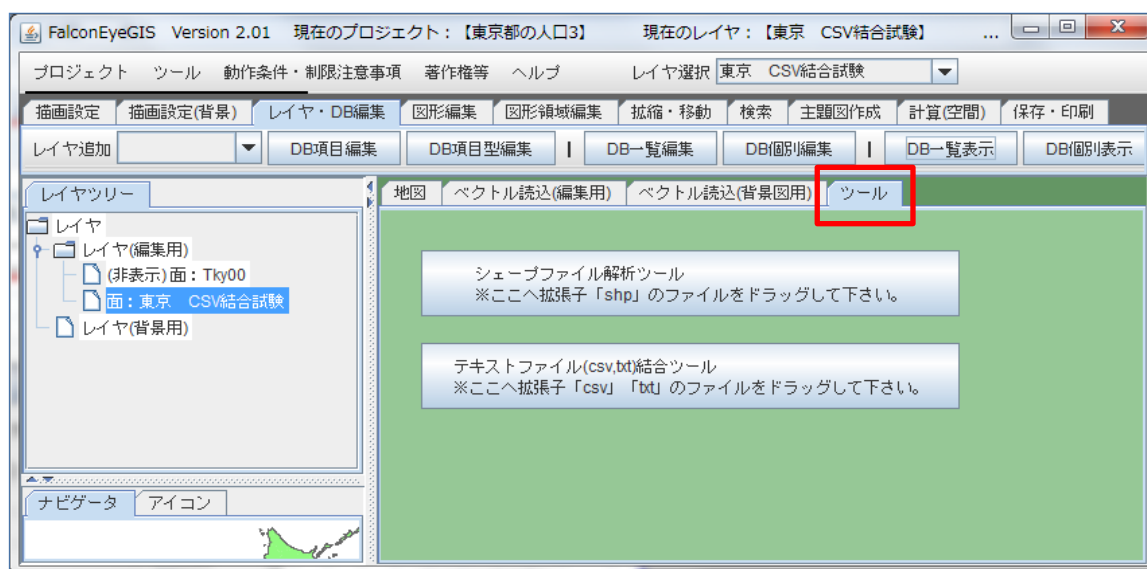 FalconEyeGIS Version 2.01 現在のプロジェクト：【東京都の人口3】 現在のレイヤ：【東京 CSV結合試験】 ...
プロジェクト ツール 動作条件・制限注意事項 著作権等 ヘルプ レイヤ選択 東京 CSV結合試験
描画設定 描画設定(背景) レイヤ・DB編集 図形編集 図形領域編集 拡縮・移動 検索 主題図作成 計算(空間) 保存・印刷
レイヤ追加 DB項目編集 DB項目型編集 | DB一覧編集 DB個別編集 | DB一覧表示 DB個別表示
レイヤツリー
地図 ベクトル読込(編集用) ベクトル読込(背景図用) ツール
レイヤ
レイヤ(編集用)
(非表示)面：Tky00
面：東京 CSV結合試験
レイヤ(背景用)
シェープファイル解析ツール
※ここへ拡張子「shp」のファイルをドラッグして下さい。
テキストファイル(csv,txt)結合ツール
※ここへ拡張子「csv」「txt」のファイルをドラッグして下さい。
ナビゲータ アイコン